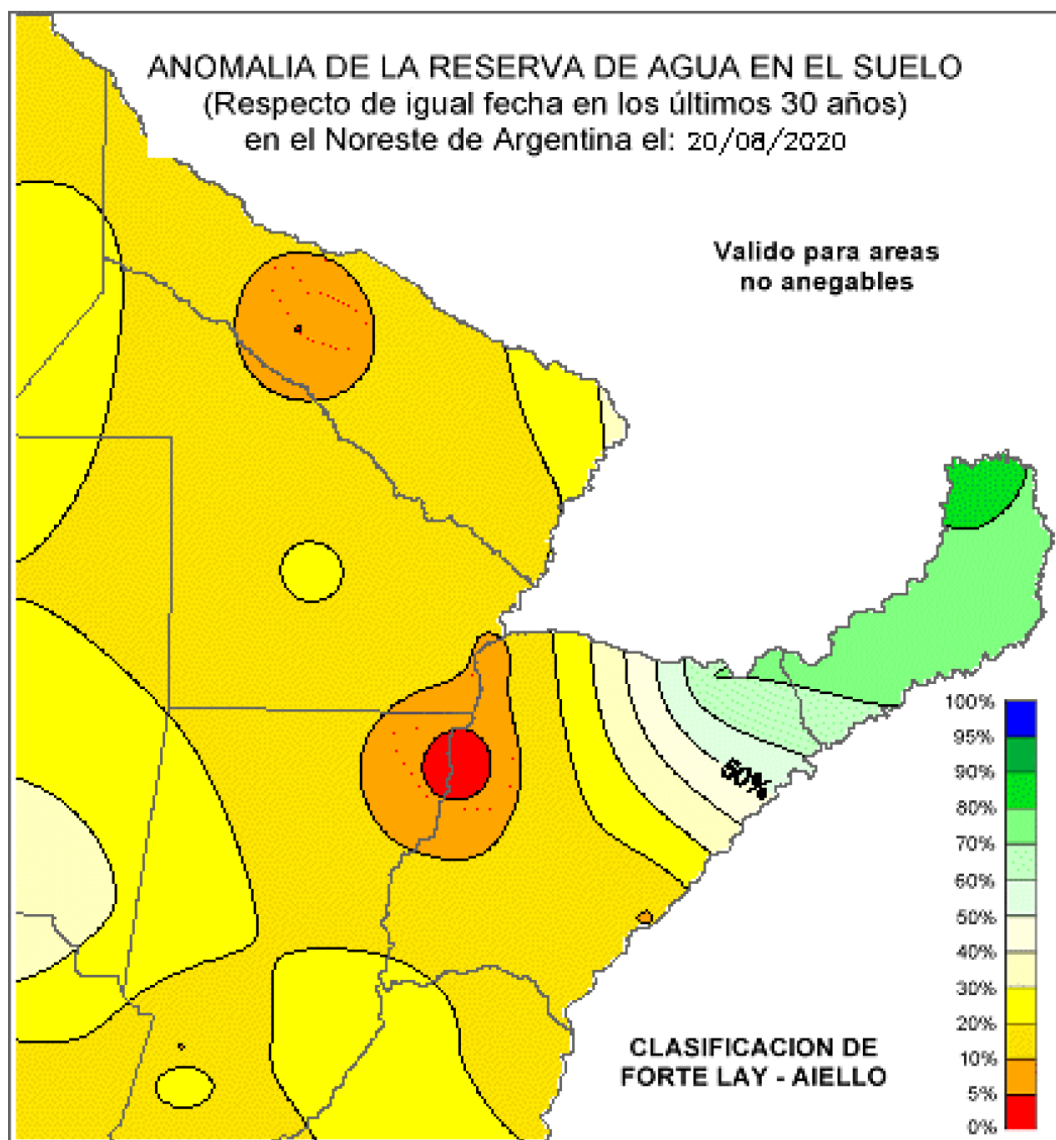 ANOMALIA DE LA RESERVA DE AGUA EN EL SUELO
(Respecto de igual fecha en los últimos 30 años)
en el Noreste de Argentina el: 20/08/2020
Valido para areas
no anegables
50%
100%
95%
90%
80%
70%
60%
50%
40%
30%
20%
10%
5%
0%
CLASIFICACION DE
FORTE LAY - AIELLO